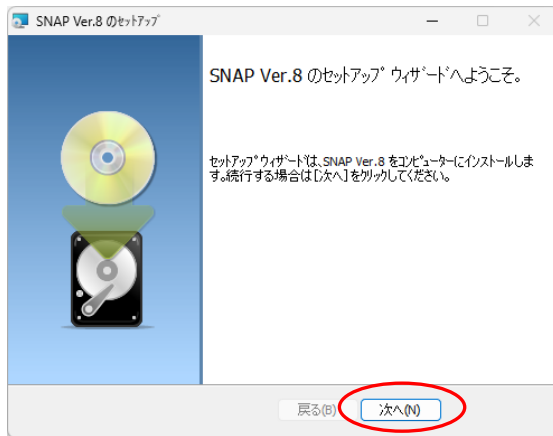 SNAP Ver.8 のｾｯﾄｱｯﾌﾟ
SNAP Ver.8 のｾｯﾄｱｯﾌﾟ ｳｨｻﾞｰﾄﾞへようこそ。
ｾｯﾄｱｯﾌﾟ ｳｨｻﾞｰﾄﾞは、SNAP Ver.8 をｺﾝﾋﾟｭｰﾀｰにｲﾝｽﾄｰﾙしま
す。続行する場合は[次へ]をｸﾘｯｸしてください。
戻る(B)
次へ(N)